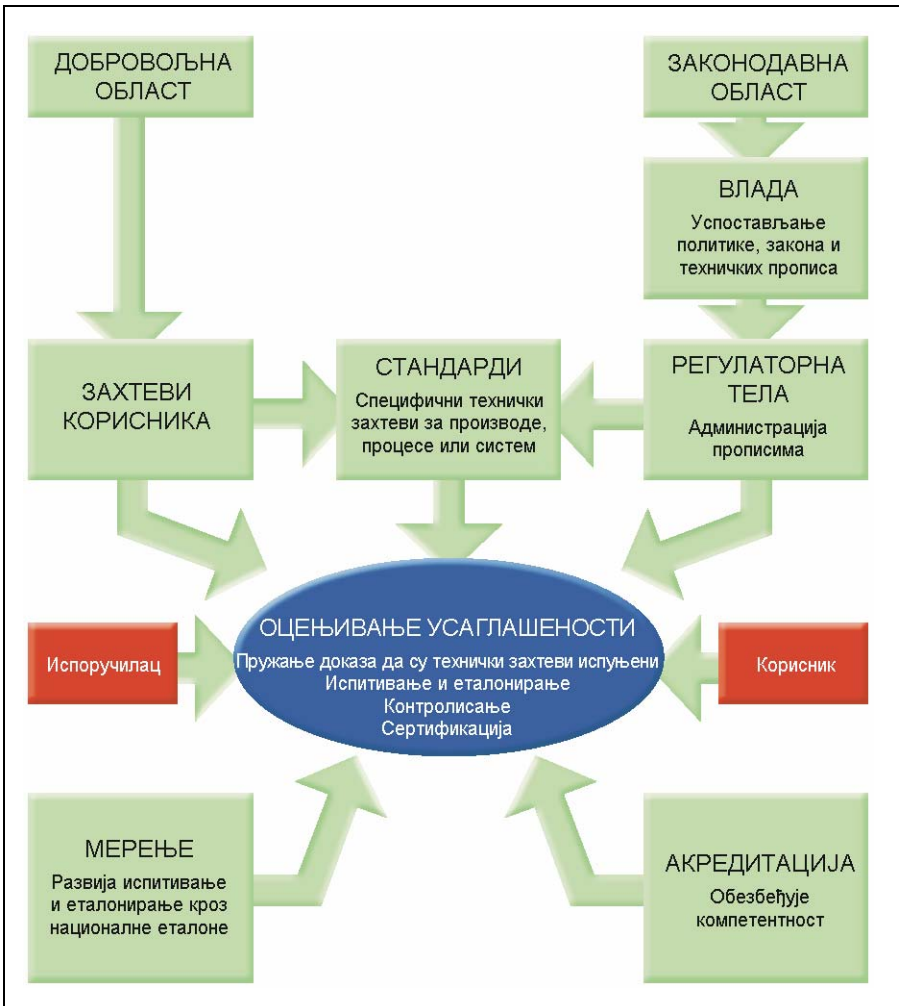 ДОБРОВОЉНА
ОБЛАСТ
ЗАКОНОДАВНА
ОБЛАСТ
ВЛАДА
Успостављање
политике, закона и
техничких прописа
ЗАХТЕВИ
КОРИСНИКА
СТАНДАРДИ
Специфични технички
захтеви за производе,
процесе или систем
РЕГУЛАТОРНА
ТЕЛА
Администрација
прописима
ОЦЕЊИВАЊЕ УСАГЛАШЕНОСТИ
Пружање доказа да су технички захтеви испуњени
Испитивање и еталонирање
Контролисање
Сертификација
Испоручилац
Корисник
МЕРЕЊЕ
Развија испитивање
и еталонирање кроз
националне еталоне
АКРЕДИТАЦИЈА
Обезбеђује
компетентност